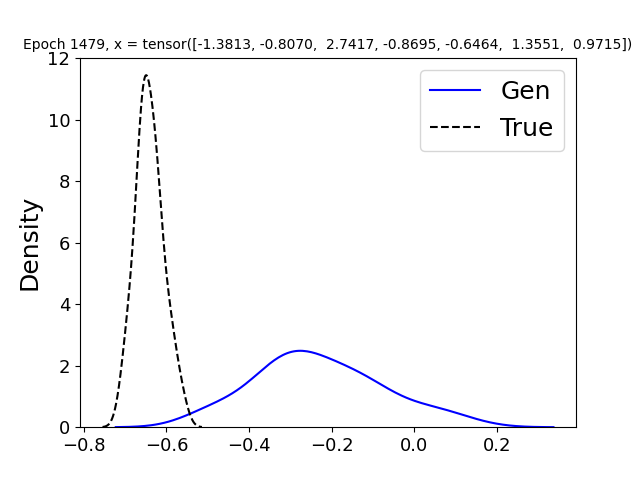 Epoch 1479, x = tensor([-1.3813, -0.8070,  2.7417, -0.8695, -0.6464,  1.3551,  0.9715])
12
10
8
6
4
2
0
Density
Gen
True
−0.8 −0.6 −0.4 −0.2 0.0 0.2